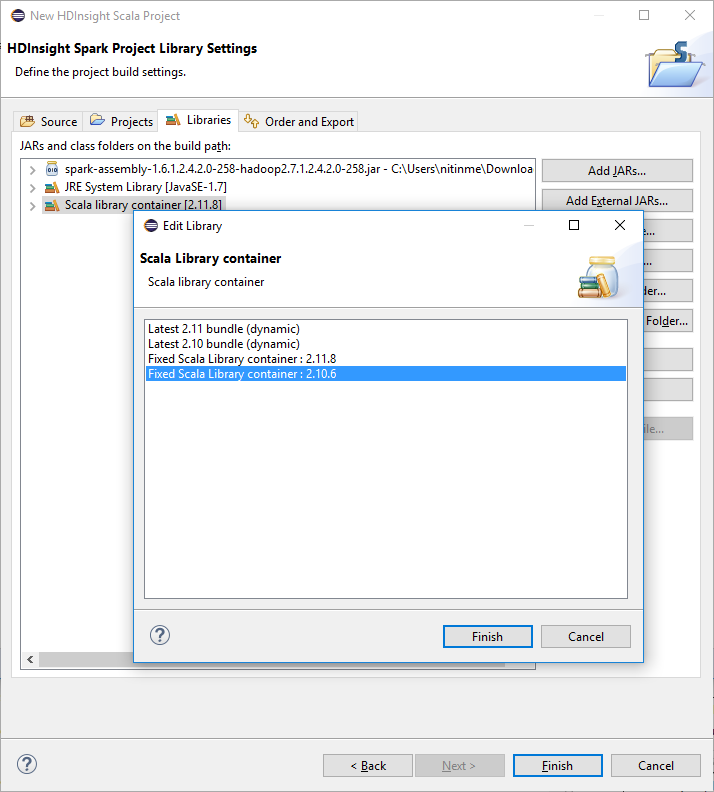 New HDInsight Scala Project
HDInsight Spark Project Library Settings
Define the project build settings.
Source
Projects
Libraries
Order and Export
JARs and class folders on the build path:
spark-assembly-1.6.1.2.4.2.0-258-hadoop2.7.1.2.4.2.0-258.jar - C:\Users\nitinme\Downloa
JRE System Library [JavaSE-1.7]
Scala library container [2.11.8]
Add JARs...
Add External JARs...
e...
...
der...
Folder...
ile...
Edit Library
Scala Library container
Scala library container
Latest 2.11 bundle (dynamic)
Latest 2.10 bundle (dynamic)
Fixed Scala Library container : 2.11.8
Fixed Scala Library container : 2.10.6
?
Finish
Cancel
?
< Back
Next >
Finish
Cancel